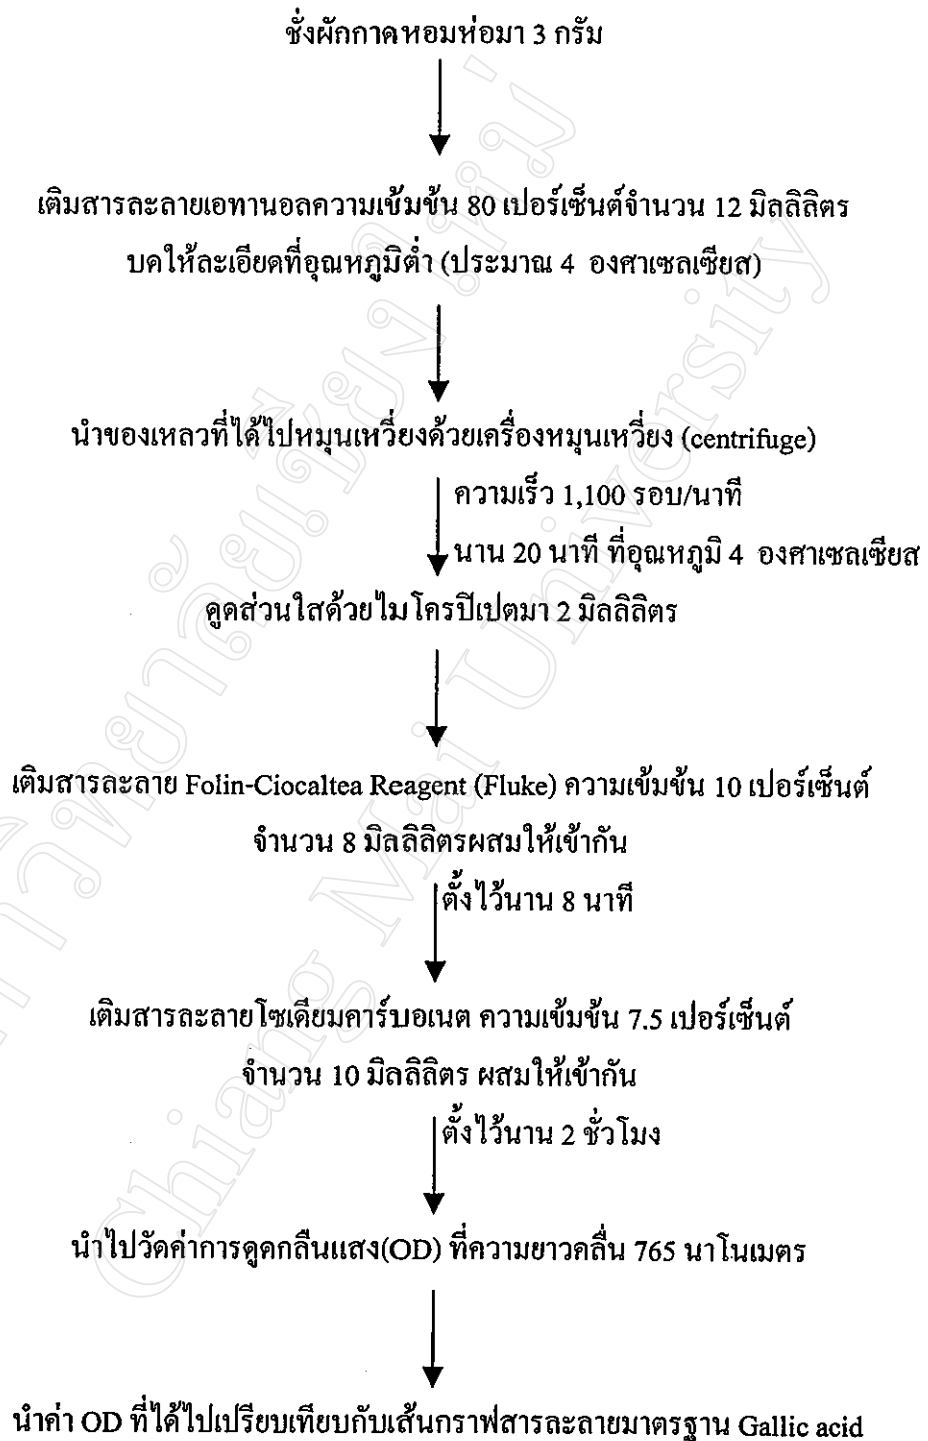 ชั่งผักกาดหอมห่อมา 3 กรัม
เติมสารละลายเอทานอลความเข้มข้น 80 เปอร์เซ็นต์จำนวน 12 มิลลิลิตร
บดให้ละเอียดที่อุณหภูมิต่ำ (ประมาณ 4 องศาเซลเซียส)
นำของเหลวที่ได้ไปหมุนเหวี่ยงด้วยเครื่องหมุนเหวี่ยง (centrifuge)
ความเร็ว 1,100 รอบ/นาที
นาน 20 นาที ที่อุณหภูมิ 4 องศาเซลเซียส
ดูดส่วนใสด้วยไมโครปิเปตมา 2 มิลลิลิตร
เติมสารละลาย Folin-Ciocaltea Reagent (Fluke) ความเข้มข้น 10 เปอร์เซ็นต์
จำนวน 8 มิลลิลิตรผสมให้เข้ากัน
ตั้งไว้นาน 8 นาที
เติมสารละลายโซเดียมคาร์บอเนต ความเข้มข้น 7.5 เปอร์เซ็นต์
จำนวน 10 มิลลิลิตร ผสมให้เข้ากัน
ตั้งไว้นาน 2 ชั่วโมง
นำไปวัดค่าการดูดกลืนแสง(OD) ที่ความยาวคลื่น 765 นาโนเมตร
นำค่า OD ที่ได้ไปเปรียบเทียบกับเส้นกราฟสารละลายมาตรฐาน Gallic acid
าวิทยาลัยเชียงใหม่
Chiang Mai University